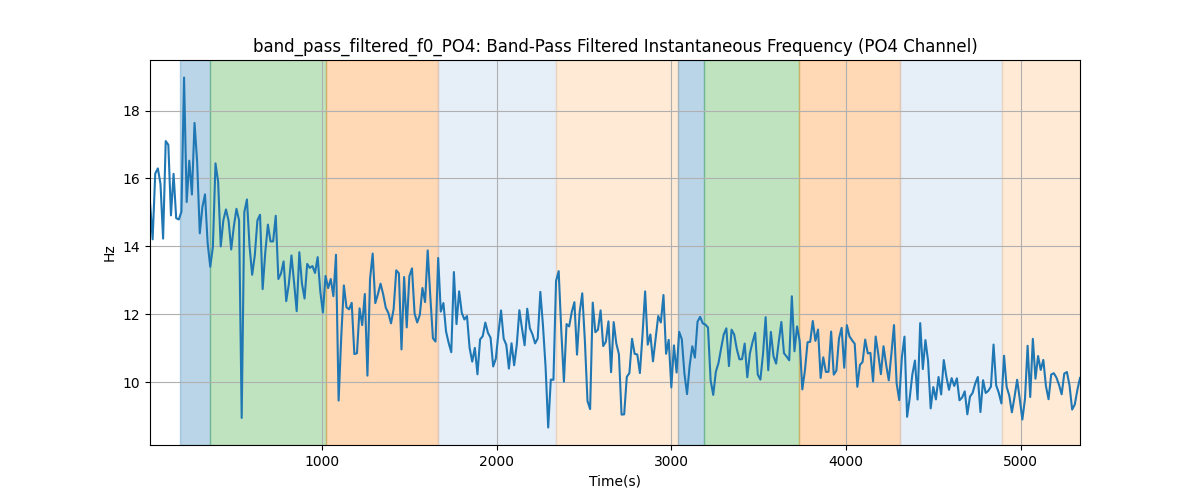 band_pass_filtered_f0_PO4: Band-Pass Filtered Instantaneous Frequency (PO4 Channel)
18
16
14
12
10
Hz
1000 2000 3000 4000 5000
Time(s)